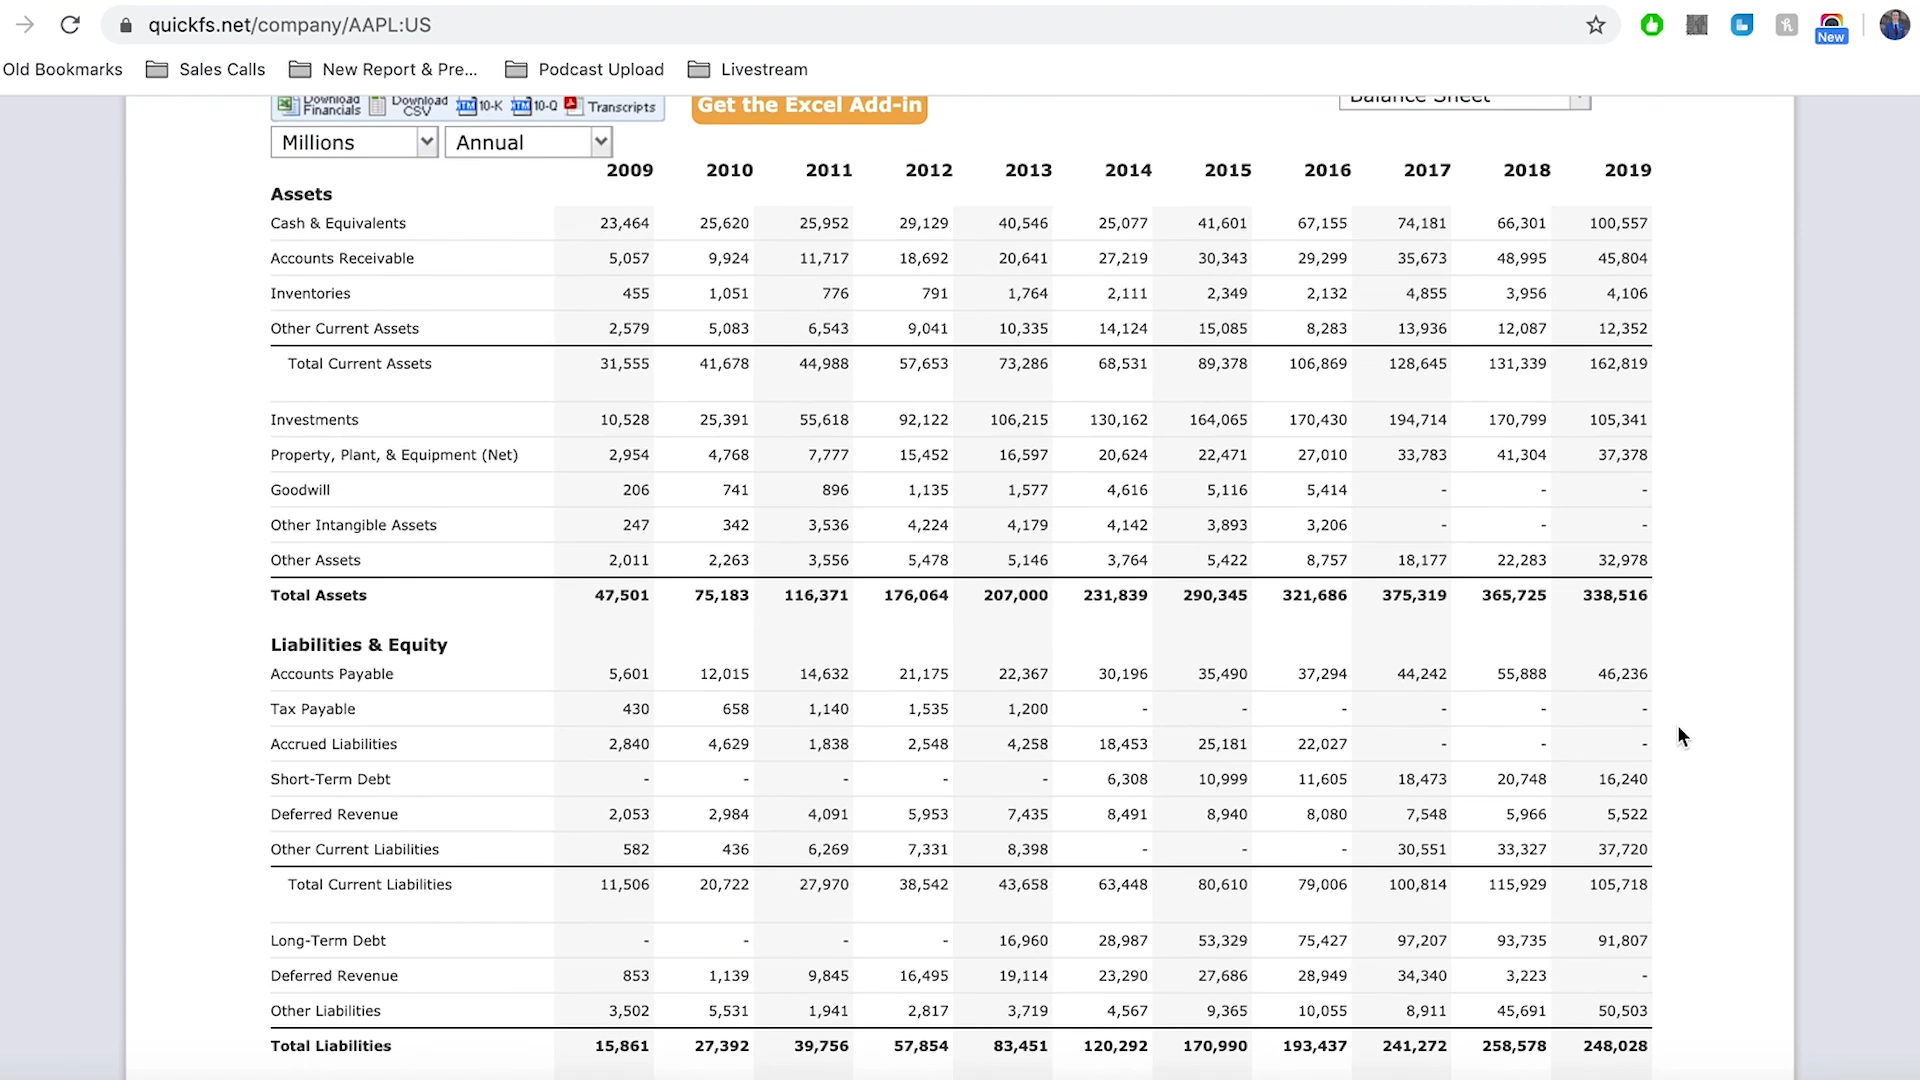 quickfs.net/company/AAPL:US
New
Old Bookmarks Sales Calls New Report & Pre... Podcast Upload Livestream
Download Financials Download CSV 10-K 10-Q Transcripts Get the Excel Add-in Balance Sheet
Millions Annual
2009 2010 2011 2012 2013 2014 2015 2016 2017 2018 2019
Assets
Cash & Equivalents 23,464 25,620 25,952 29,129 40,546 25,077 41,601 67,155 74,181 66,301 100,557
Accounts Receivable 5,057 9,924 11,717 18,692 20,641 27,219 30,343 29,299 35,673 48,995 45,804
Inventories 455 1,051 776 791 1,764 2,111 2,349 2,132 4,855 3,956 4,106
Other Current Assets 2,579 5,083 6,543 9,041 10,335 14,124 15,085 8,283 13,936 12,087 12,352
Total Current Assets 31,555 41,678 44,988 57,653 73,286 68,531 89,378 106,869 128,645 131,339 162,819
Investments 10,528 25,391 55,618 92,122 106,215 130,162 164,065 170,430 194,714 170,799 105,341
Property, Plant, & Equipment (Net) 2,954 4,768 7,777 15,452 16,597 20,624 22,471 27,010 33,783 41,304 37,378
Goodwill 206 741 896 1,135 1,577 4,616 5,116 5,414 - - -
Other Intangible Assets 247 342 3,536 4,224 4,179 4,142 3,893 3,206 - - -
Other Assets 2,011 2,263 3,556 5,478 5,146 3,764 5,422 8,757 18,177 22,283 32,978
Total Assets 47,501 75,183 116,371 176,064 207,000 231,839 290,345 321,686 375,319 365,725 338,516
Liabilities & Equity
Accounts Payable 5,601 12,015 14,632 21,175 22,367 30,196 35,490 37,294 44,242 55,888 46,236
Tax Payable 430 658 1,140 1,535 1,200 - - - - - -
Accrued Liabilities 2,840 4,629 1,838 2,548 4,258 18,453 25,181 22,027 - - -
Short-Term Debt - - - - - 6,308 10,999 11,605 18,473 20,748 16,240
Deferred Revenue 2,053 2,984 4,091 5,953 7,435 8,491 8,940 8,080 7,548 5,966 5,522
Other Current Liabilities 582 436 6,269 7,331 8,398 - - - 30,551 33,327 37,720
Total Current Liabilities 11,506 20,722 27,970 38,542 43,658 63,448 80,610 79,006 100,814 115,929 105,718
Long-Term Debt - - - - 16,960 28,987 53,329 75,427 97,207 93,735 91,807
Deferred Revenue 853 1,139 9,845 16,495 19,114 23,290 27,686 28,949 34,340 3,223 -
Other Liabilities 3,502 5,531 1,941 2,817 3,719 4,567 9,365 10,055 8,911 45,691 50,503
Total Liabilities 15,861 27,392 39,756 57,854 83,451 120,292 170,990 193,437 241,272 258,578 248,028